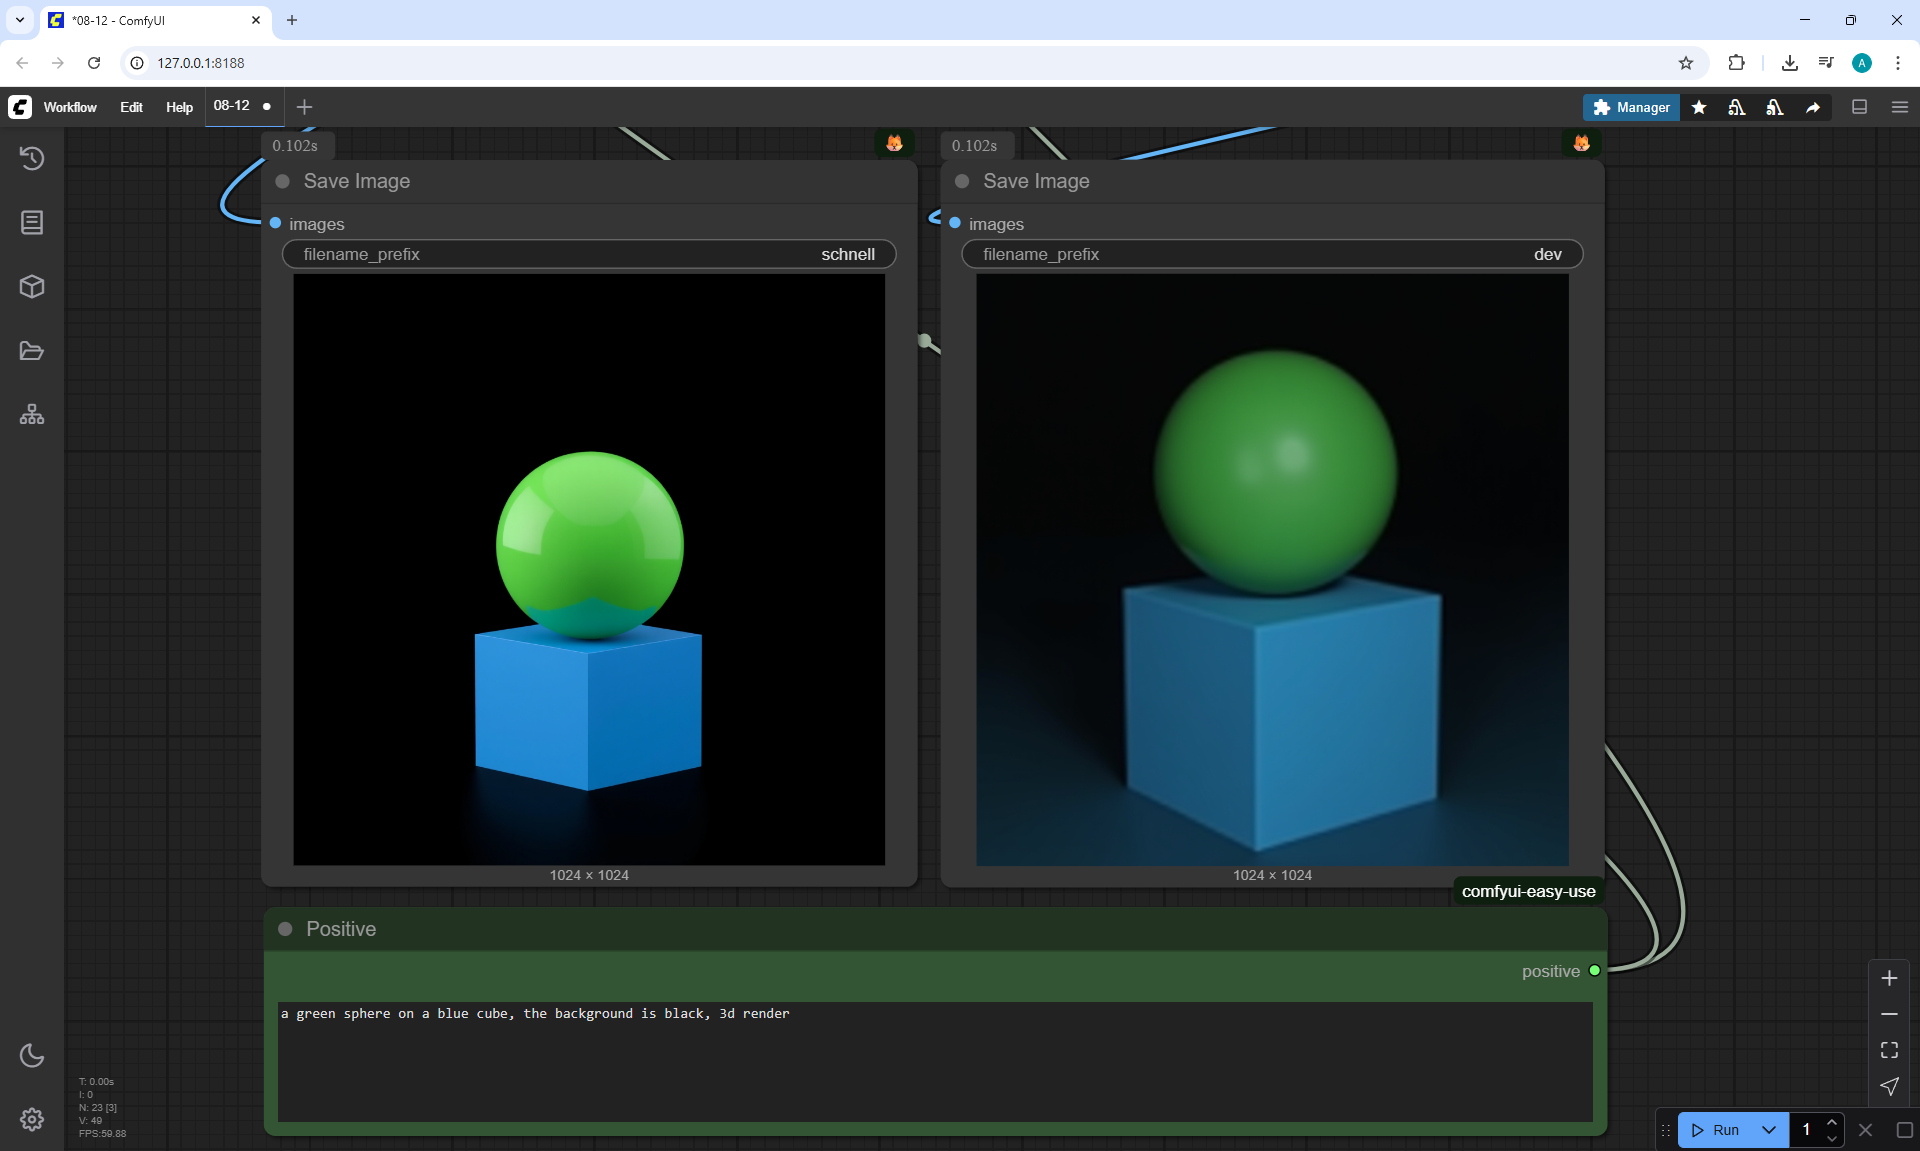 *08-12 - ComfyUI
127.0.0.1:8188
A
Workflow Edit Help 08-12
Manager
0.102s
0.102s
Save Image
Save Image
images
images
filename_prefix schnell
filename_prefix dev
1024 × 1024
1024 × 1024
comfyui-easy-use
Positive
positive
a green sphere on a blue cube, the background is black, 3d render
T: 0.00s
I: 0
N: 23 [3]
V: 49
FPS:59.88
Run 1